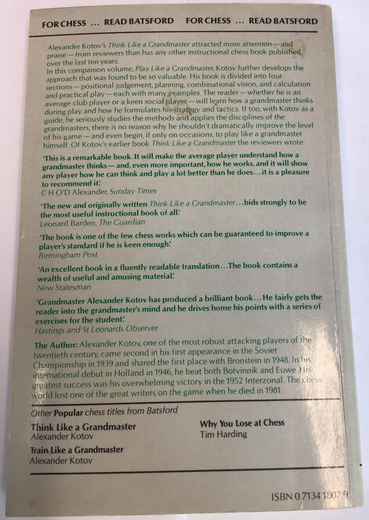 FOR CHESS ... READ BATSFORD FOR CHESS ... READ BATSFORD
Alexander Kotov's Think Like a Grandmaster attracted more attention — and
praise — from reviewers than has any other instructional chess book published
over the last ten years.
In this companion volume, Play Like a Grandmaster, Kotov further develops the
approach that was found to be so valuable. His book is divided into four
sections — positional judgement, planning, combinational vision, and calculation
and practical play — each with many examples. The reader — whether he is an
average club player or a keen social player — will learn how a grandmaster thinks
during play and how he formulates his strategy and tactics. If too, with Kotov as a
guide, he seriously studies the methods and applies the disciplines of the
grandmasters, there is no reason why he shouldn't dramatically improve the level
of his game — and even begin, if only on occasions, to play like a grandmaster
himself. Of Kotov's earlier book Think Like a Grandmaster the reviewers wrote:
'This is a remarkable book. It will make the average player understand how a
grandmaster thinks — and, even more important, how he works, and it will show
any player how he can think and play a lot better than he does...it is a pleasure
to recommend it.'
C H O'D Alexander, Sunday Times
'The new and originally written Think Like a Grandmaster...bids strongly to be
the most useful instructional book of all.'
Leonard Barden, The Guardian
'The book is one of few chess works which can be guaranteed to improve a
player's standard if he is keen enough.'
Birmingham Post
'An excellent book in a fluently readable translation...The book contains a
wealth of useful and amusing material.'
New Statesman
'Grandmaster Alexander Kotov has produced a brilliant book...He fairly gets the
reader into the grandmaster's mind and he drives home his points with a series of
exercises for the student.'
Hastings and St Leonards Observer
The Author: Alexander Kotov, one of the most robust attacking players of the
twentieth century, came second in his first appearance in the Soviet
Championship in 1939 and shared the first place with Bronstein in 1948. In his
international debut in Holland in 1946, he beat both Botvinnik and Euwe. His
greatest success was his overwhelming victory in the 1952 Interzonal. The chess
world lost one of the great writers on the game when he died in 1981.
Other Popular chess titles from Batsford
Think Like a Grandmaster
Alexander Kotov
Why You Lose at Chess
Tim Harding
Train Like a Grandmaster
Alexander Kotov
ISBN 0 7134 1807 9